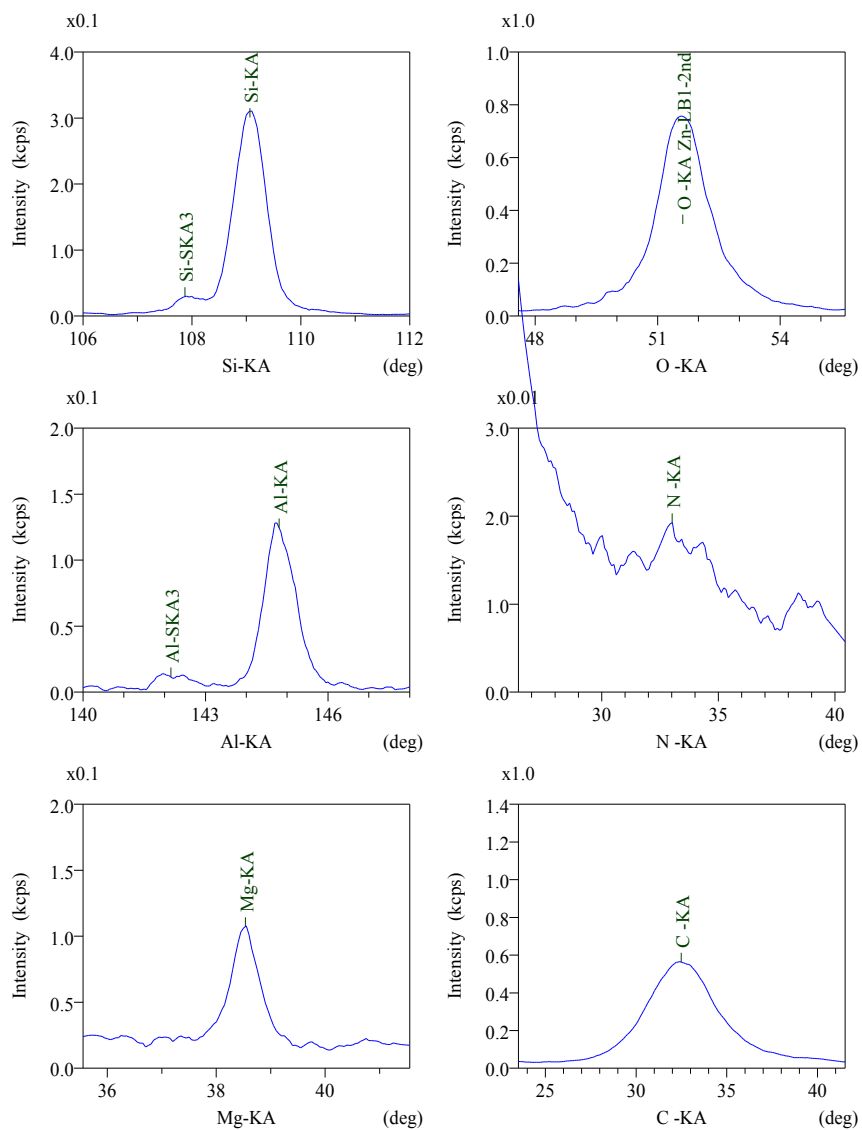 x0.1
4.0
3.0
2.0
1.0
0.0
Intensity (kcps)
Si-SKA3
Si-KA
106 108 110 112
Si-KA (deg)
x1.0
1.0
0.8
0.6
0.4
0.2
0.0
Intensity (kcps)
O -KA Zn-LB1-2nd
48 51 54
O -KA (deg)
x0.1
2.0
1.5
1.0
0.5
0.0
Intensity (kcps)
Al-SKA3
Al-KA
140 143 146
Al-KA (deg)
x0.01
3.0
2.0
1.0
0.0
Intensity (kcps)
N -KA
30 35 40
N -KA (deg)
x0.1
2.0
1.5
1.0
0.5
0.0
Intensity (kcps)
Mg-KA
36 38 40
Mg-KA (deg)
x1.0
1.4
1.2
1.0
0.8
0.6
0.4
0.2
0.0
Intensity (kcps)
C -KA
25 30 35 40
C -KA (deg)